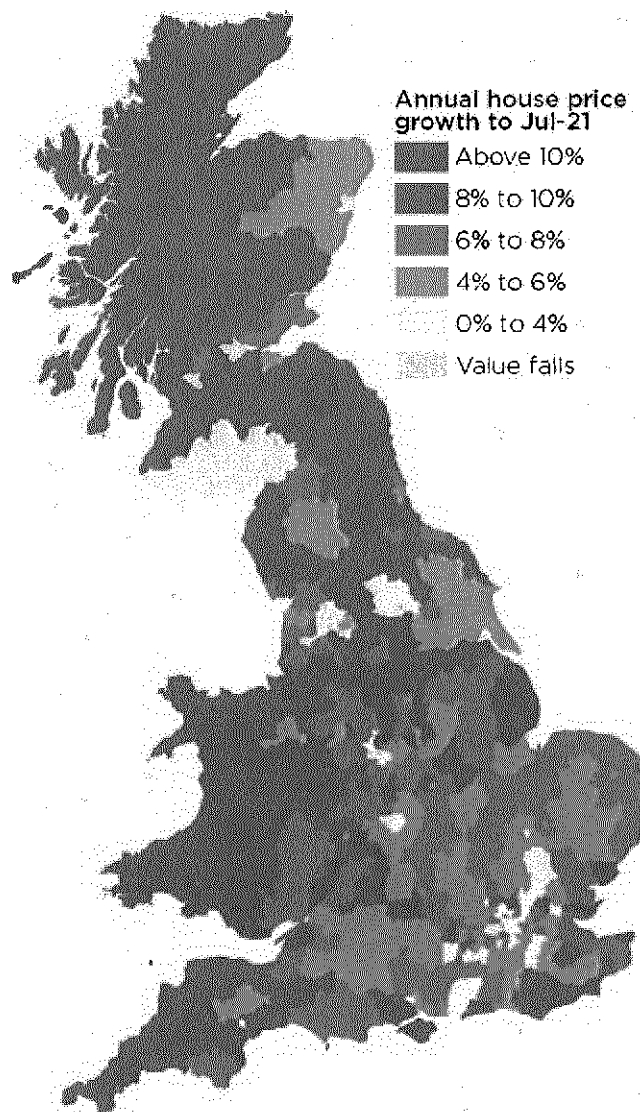 Annual house price
growth to Jul-21
Above 10%
8% to 10%
6% to 8%
4% to 6%
0% to 4%
Value falls